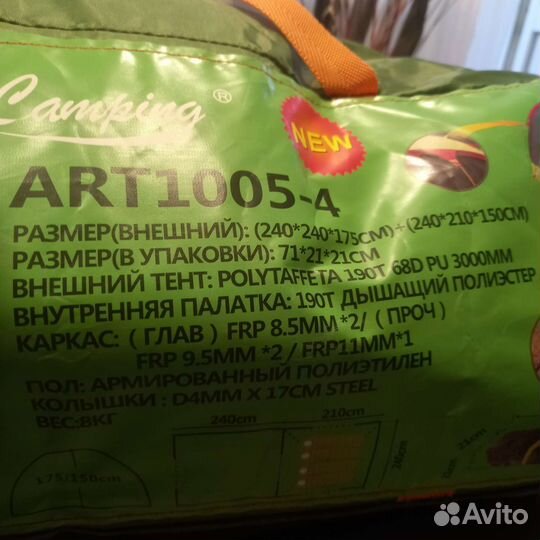 Camping®
NEW
ART1005-4
РАЗМЕР(ВНЕШНИЙ): (240*240*175CM)+(240*210*150CM)
РАЗМЕР(В УПАКОВКИ): 71*21*21CM
ВНЕШНИЙ ТЕНТ: POLYTAFFETA 190T 68D PU 3000MM
ВНУТРЕННЯЯ ПАЛАТКА: 190T ДЫШАЩИЙ ПОЛИЭСТЕР
КАРКАС: ( ГЛАВ ) FRP 8.5MM *2/ ( ПРОЧ )
FRP 9.5MM *2 / FRP11MM*1
ПОЛ: АРМИРОВАННЫЙ ПОЛИЭТИЛЕН
КОЛЫШКИ : D4MM X 17CM STEEL
ВЕС:8КГ
240cm 210cm
175/150cm
240cm
21cm
Avito